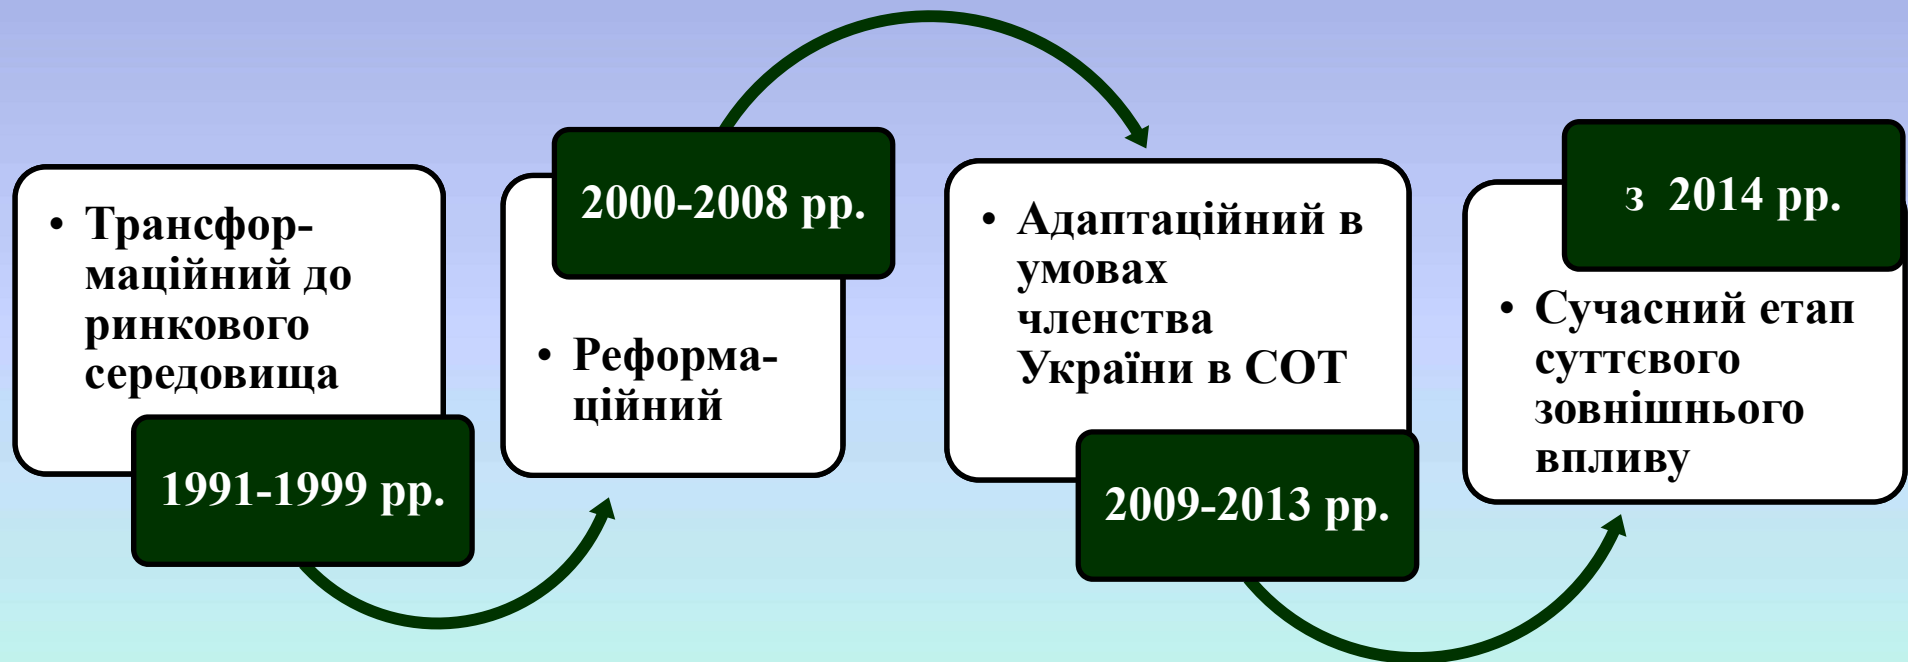 • Трансфор-
маційний до
ринкового
середовища
1991-1999 рр.
2000-2008 рр.
• Реформа-
ційний
• Адаптаційний в
умовах
членства
України в СОТ
2009-2013 рр.
з 2014 рр.
• Сучасний етап
суттєвого
зовнішнього
впливу